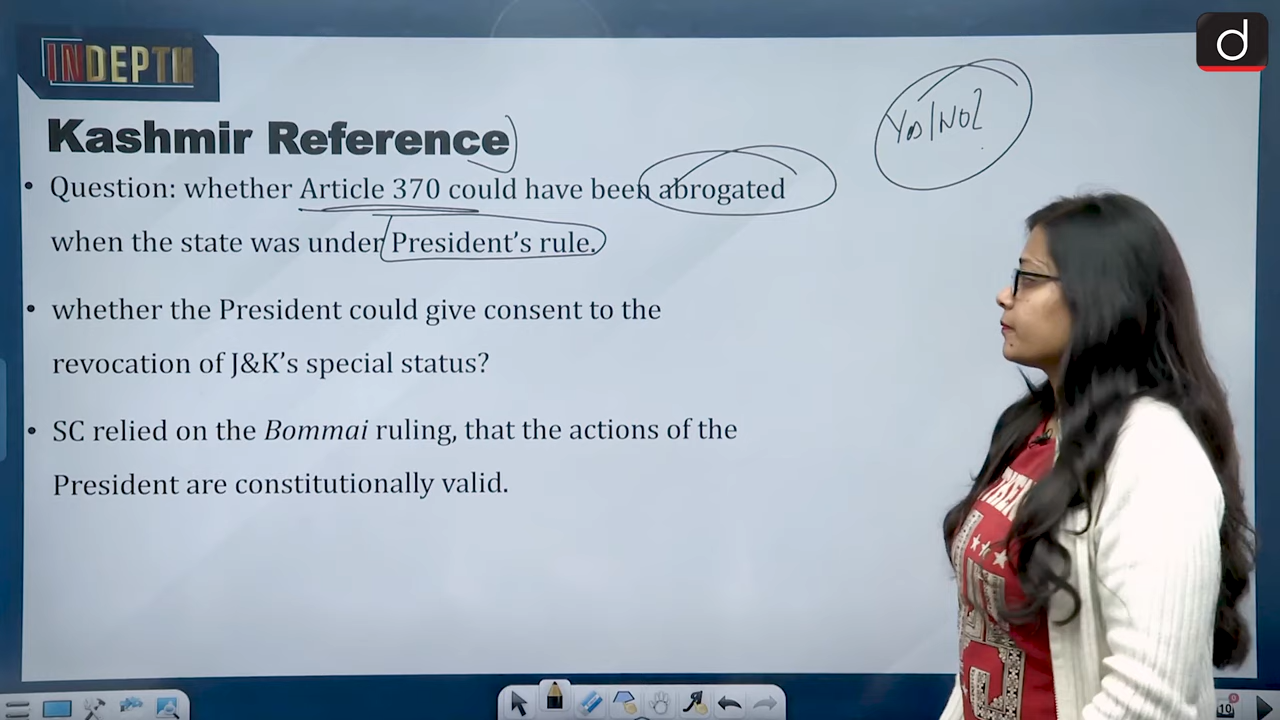 INDEPTH
d
Kashmir Reference
Yes/No?
• Question: whether Article 370 could have been abrogated
when the state was under President's rule.
• whether the President could give consent to the
revocation of J&K's special status?
• SC relied on the Bommai ruling, that the actions of the
President are constitutionally valid.